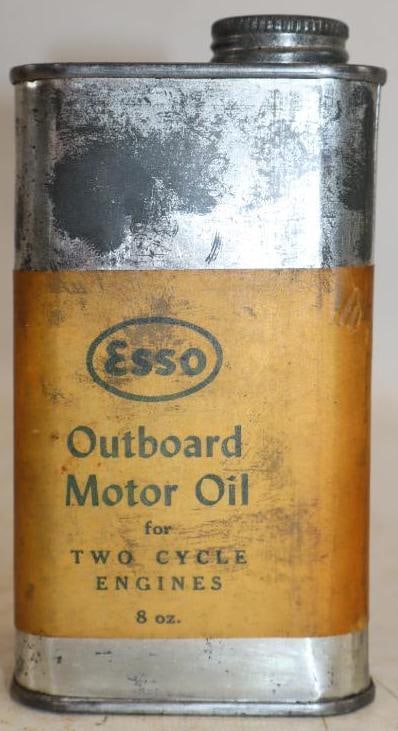 Esso
Outboard
Motor Oil
for
TWO CYCLE
ENGINES
8 oz.